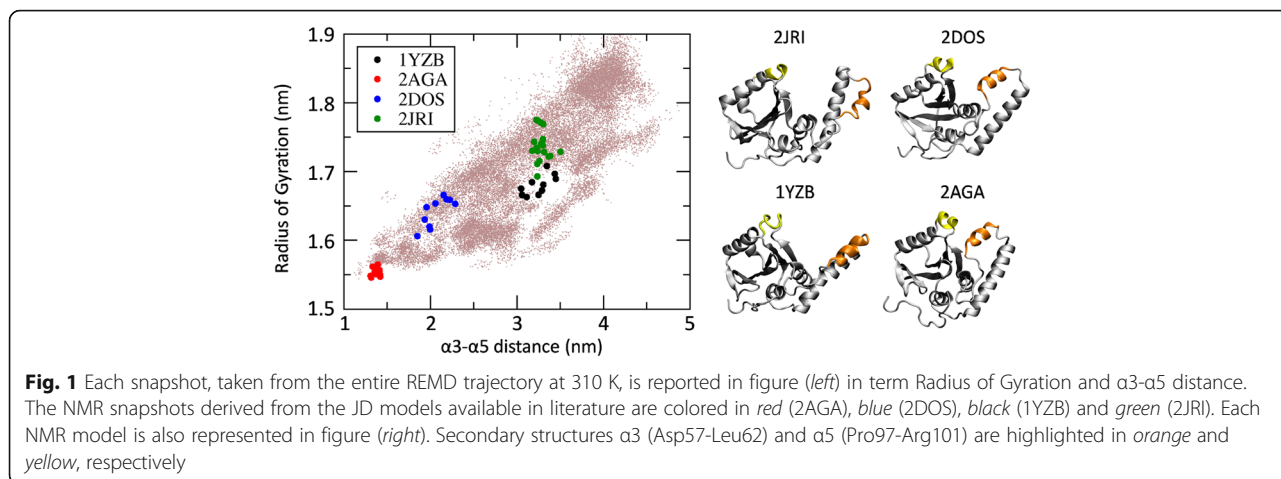 1.9
1.8
1.7
1.6
1.5
Radius of Gyration (nm)
1YZB
2AGA
2DOS
2JRI
1 2 3 4 5
α3-α5 distance (nm)
2JRI 2DOS
1YZB 2AGA
Fig. 1 Each snapshot, taken from the entire REMD trajectory at 310 K, is reported in figure (left) in term Radius of Gyration and α3-α5 distance.
The NMR snapshots derived from the JD models available in literature are colored in red (2AGA), blue (2DOS), black (1YZB) and green (2JRI). Each
NMR model is also represented in figure (right). Secondary structures α3 (Asp57-Leu62) and α5 (Pro97-Arg101) are highlighted in orange and
yellow, respectively